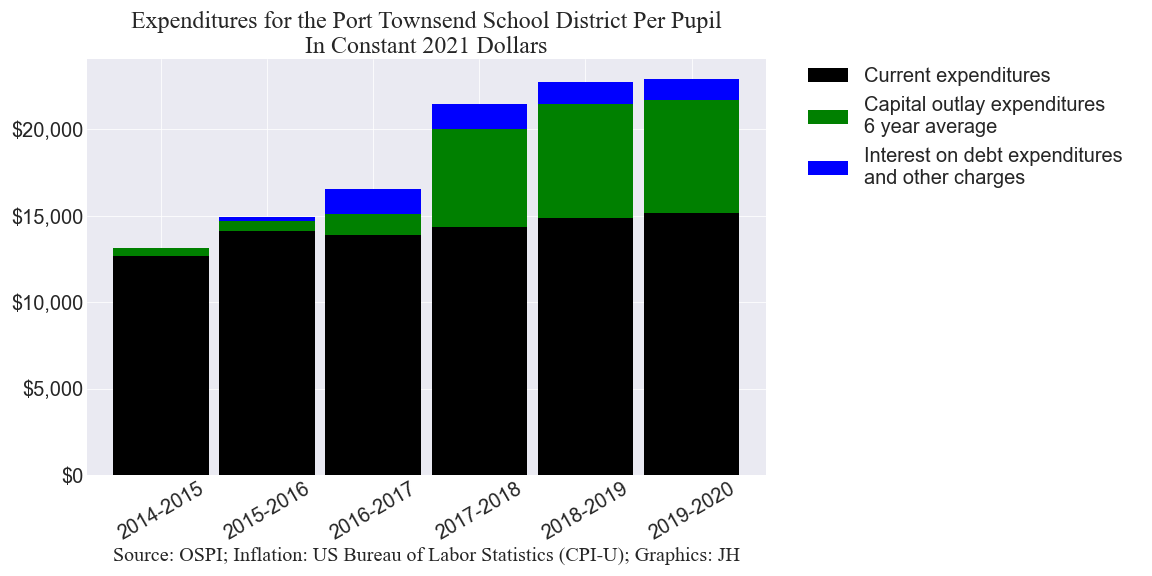 Expenditures for the Port Townsend School District Per Pupil
In Constant 2021 Dollars
Current expenditures
Capital outlay expenditures
6 year average
Interest on debt expenditures
and other charges
$20,000
$15,000
$10,000
$5,000
$0
2014-2015
2015-2016
2016-2017
2017-2018
2018-2019
2019-2020
Source: OSPI; Inflation: US Bureau of Labor Statistics (CPI-U); Graphics: JH